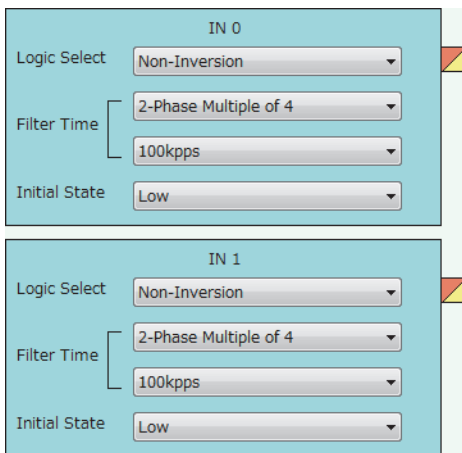 IN 0
Logic Select Non-Inversion
2-Phase Multiple of 4
Filter Time
100kpps
Initial State Low
IN 1
Logic Select Non-Inversion
2-Phase Multiple of 4
Filter Time
100kpps
Initial State Low